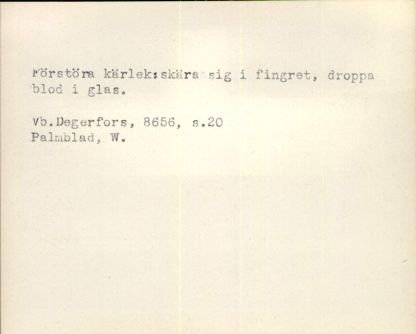 Förstöra kärlek:skära sig i fingret, droppa
blod i glas.
Vb.Degerfors, 8656, s.20
Palmblad, W.